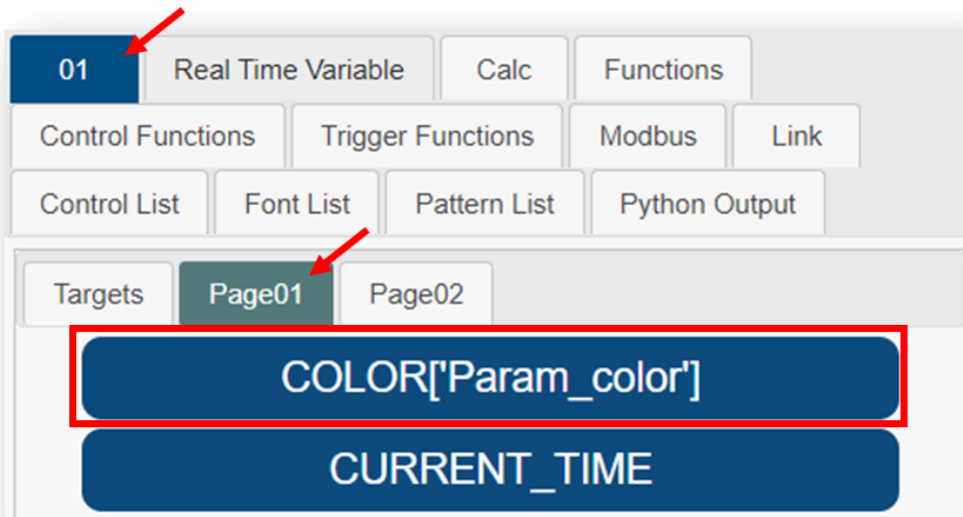 01 Real Time Variable Calc Functions
Control Functions Trigger Functions Modbus Link
Control List Font List Pattern List Python Output
Targets Page01 Page02
COLOR['Param_color']
CURRENT_TIME